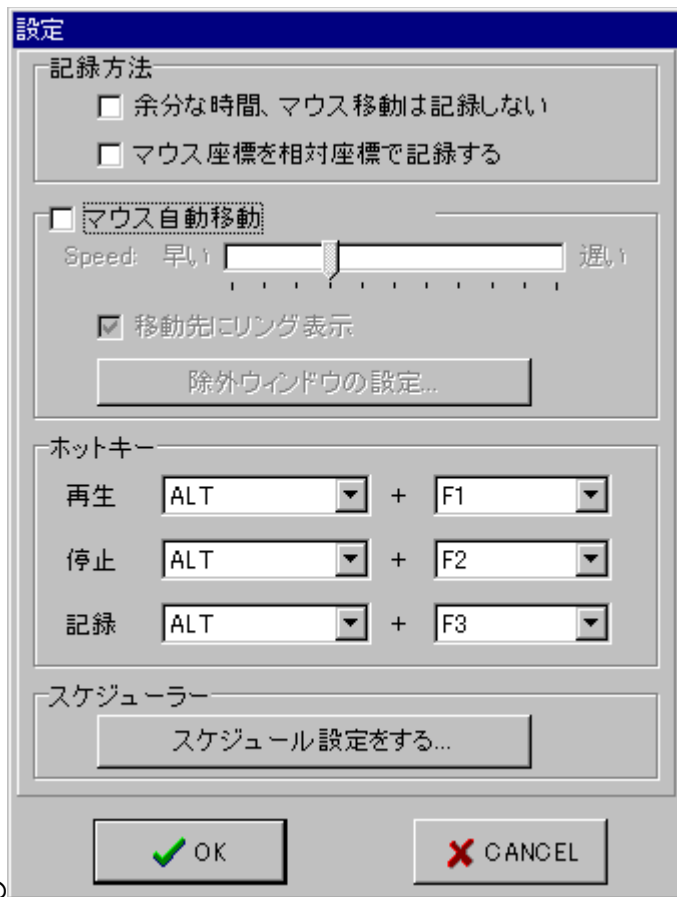 設定
記録方法
余分な時間、マウス移動は記録しない
マウス座標を相対座標で記録する
マウス自動移動
Speed: 早い 遅い
移動先にリング表示
除外ウィンドウの設定...
ホットキー
再生 ALT + F1
停止 ALT + F2
記録 ALT + F3
スケジューラー
スケジュール設定をする...
OK CANCEL